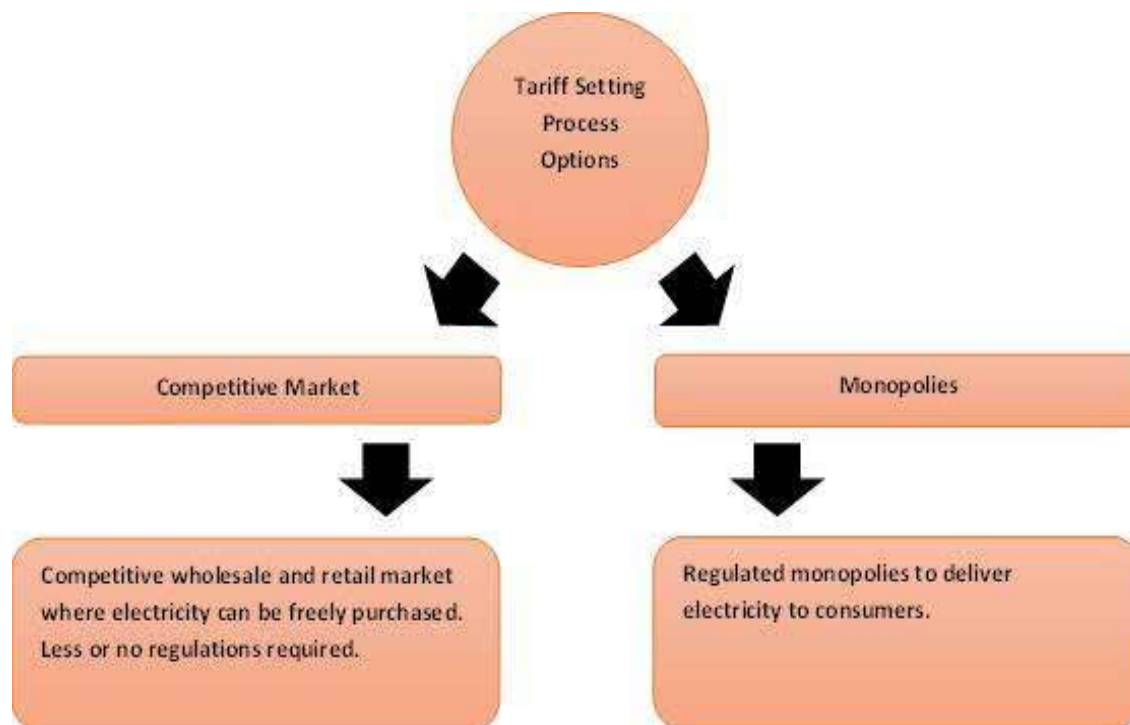 Tariff Setting
Process
Options
Competitive Market
Monopolies
Competitive wholesale and retail market
where electricity can be freely purchased.
Less or no regulations required.
Regulated monopolies to deliver
electricity to consumers.